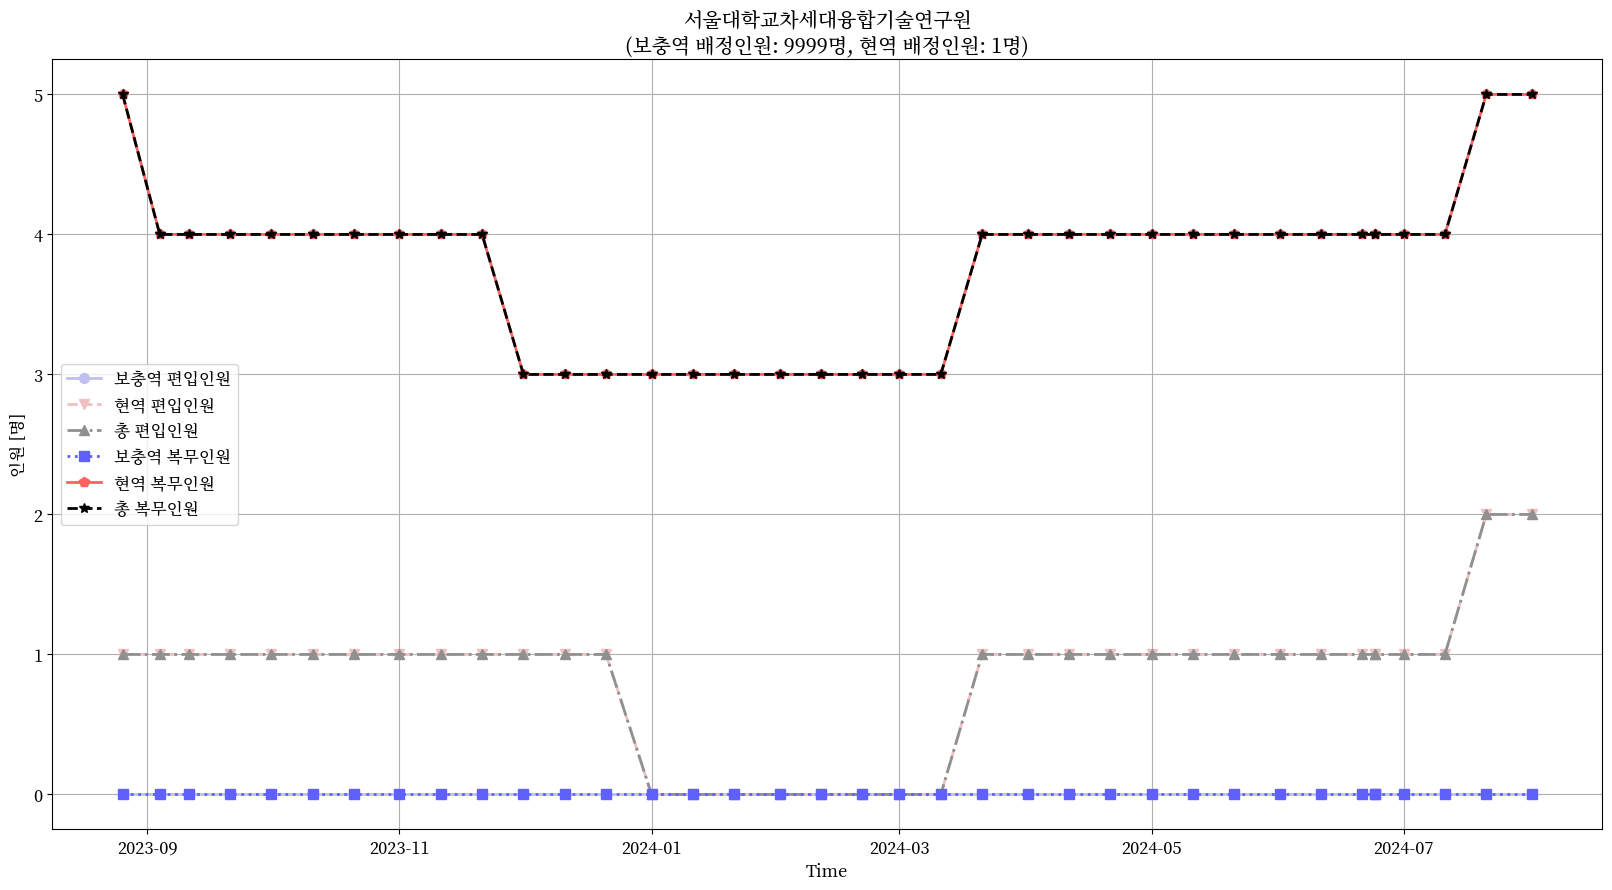 서울대학교차세대융합기술연구원
(보충역 배정인원: 9999명, 현역 배정인원: 1명)
인원 [명]
5
4
3
2
1
0
보충역 편입인원
현역 편입인원
총 편입인원
보충역 복무인원
현역 복무인원
총 복무인원
2023-09
2023-11
2024-01
2024-03
2024-05
2024-07
Time